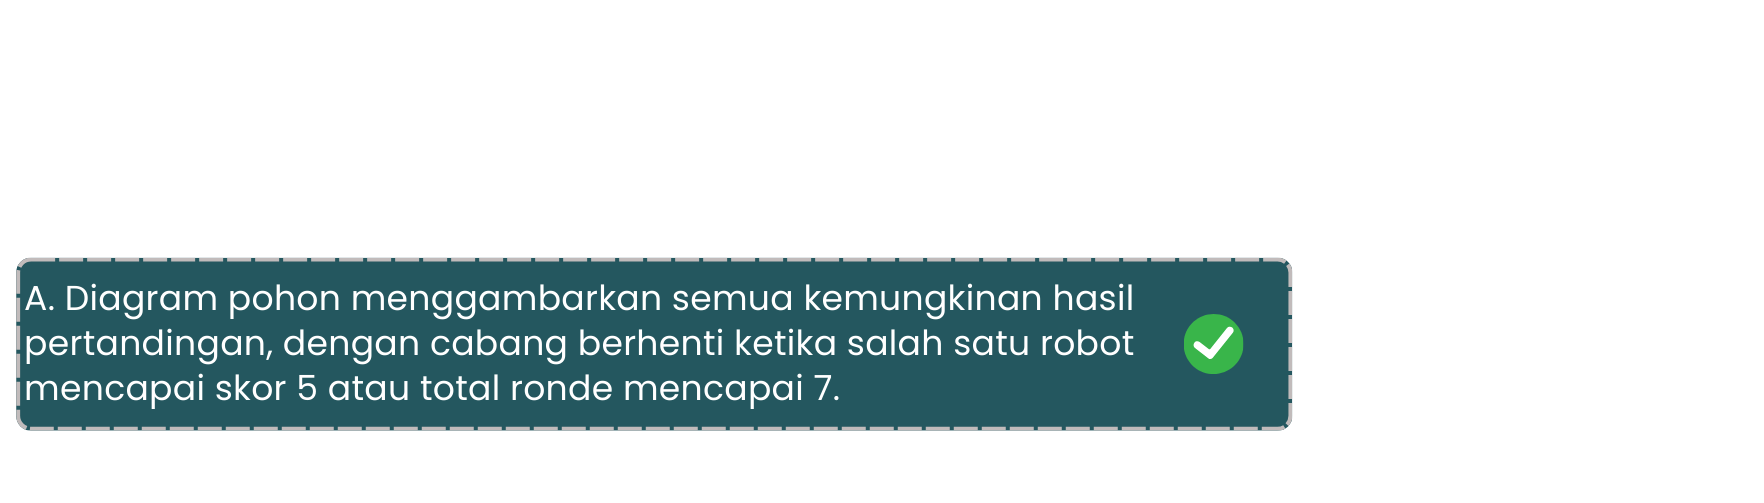 A. Diagram pohon menggambarkan semua kemungkinan hasil
pertandingan, dengan cabang berhenti ketika salah satu robot
mencapai skor 5 atau total ronde mencapai 7.